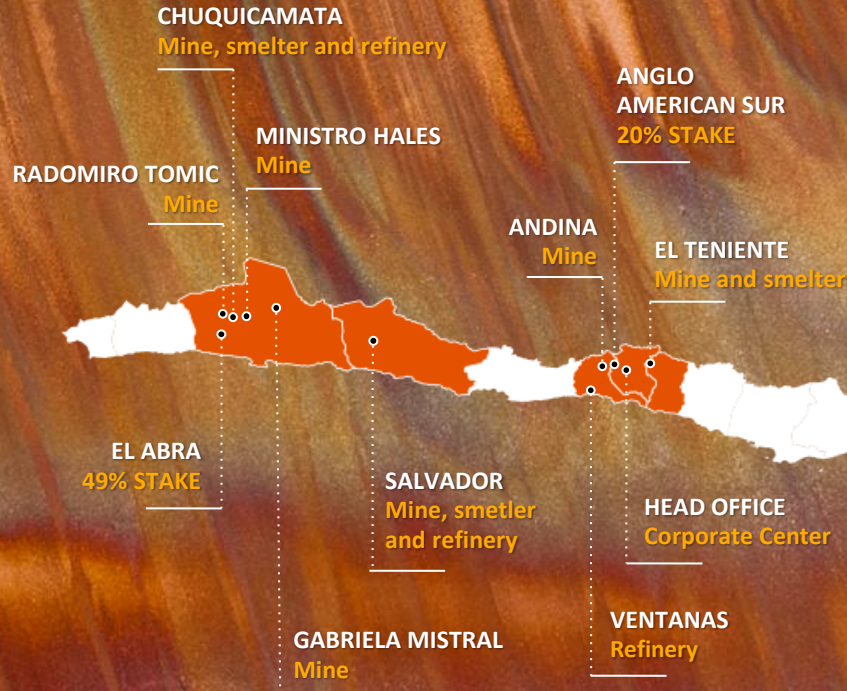 CHUQUICAMATA
Mine, smelter and refinery
MINISTRO HALES
Mine
RADOMIRO TOMIC
Mine
ANGLO
AMERICAN SUR
20% STAKE
ANDINA
Mine
EL TENIENTE
Mine and smelter
EL ABRA
49% STAKE
SALVADOR
Mine, smetler
and refinery
HEAD OFFICE
Corporate Center
GABRIELA MISTRAL
Mine
VENTANAS
Refinery